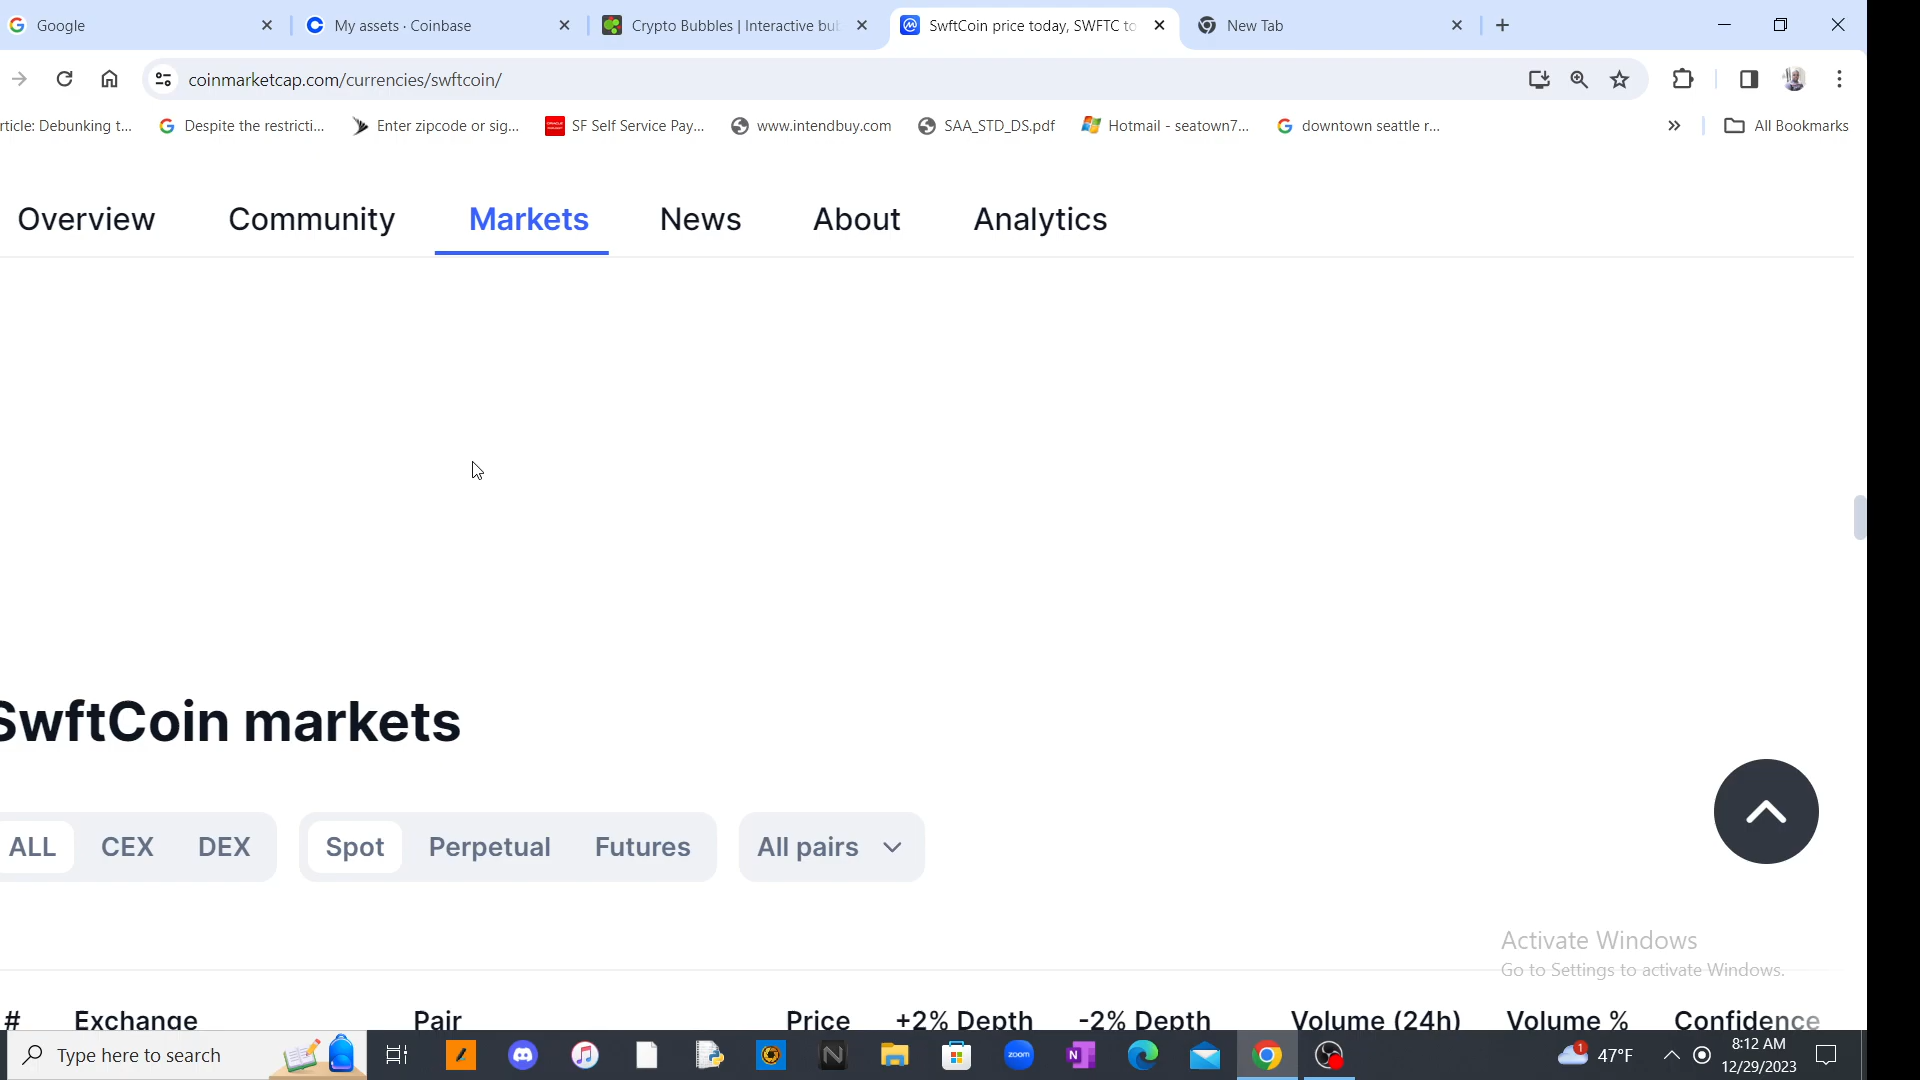 Google
My assets · Coinbase
Crypto Bubbles | Interactive bu
SwftCoin price today, SWFTC to
New Tab
coinmarketcap.com/currencies/swftcoin/
rticle: Debunking t...
Despite the restricti...
Enter zipcode or sig...
SF Self Service Pay...
www.intendbuy.com
SAA_STD_DS.pdf
Hotmail - seatown7...
downtown seattle r...
All Bookmarks
Overview
Community
Markets
News
About
Analytics
SwftCoin markets
ALL
CEX
DEX
Spot
Perpetual
Futures
All pairs
Activate Windows
Go to Settings to activate Windows.
# Exchange Pair Price +2% Depth -2% Depth Volume (24h) Volume % Confidence
Type here to search
zoom
1
47°F
8:12 AM
12/29/2023